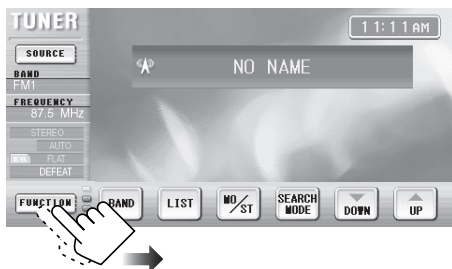 TUNER
11:11AM
SOURCE
NO NAME
BAND
FM1
FREQUENCY
87.5 MHz
STEREO
AUTO
EQ FLAT
DEFEAT
FUNCTION
BAND
LIST
MO/ST
SEARCH
MODE
DOWN
UP